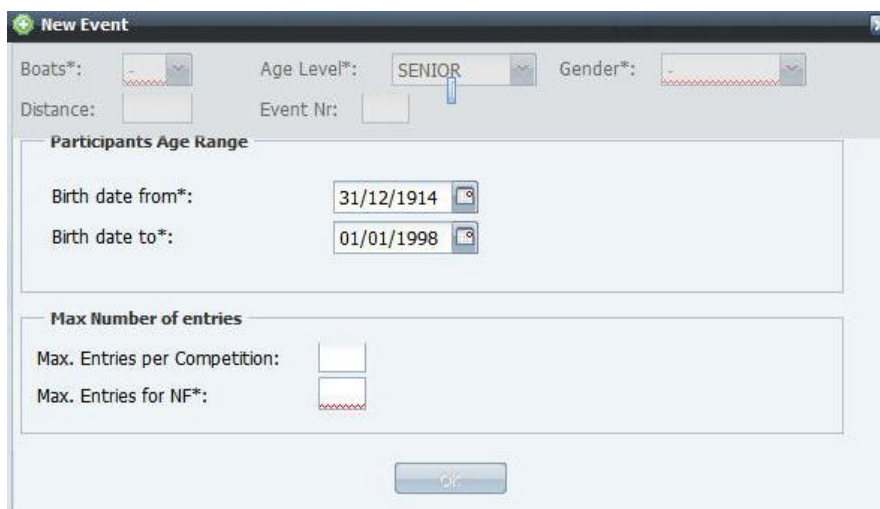 New Event
Boats*: - Age Level*: SENIOR Gender*: -
Distance: Event Nr:
Participants Age Range
Birth date from*: 31/12/1914
Birth date to*: 01/01/1998
Max Number of entries
Max. Entries per Competition:
Max. Entries for NF*:
OK